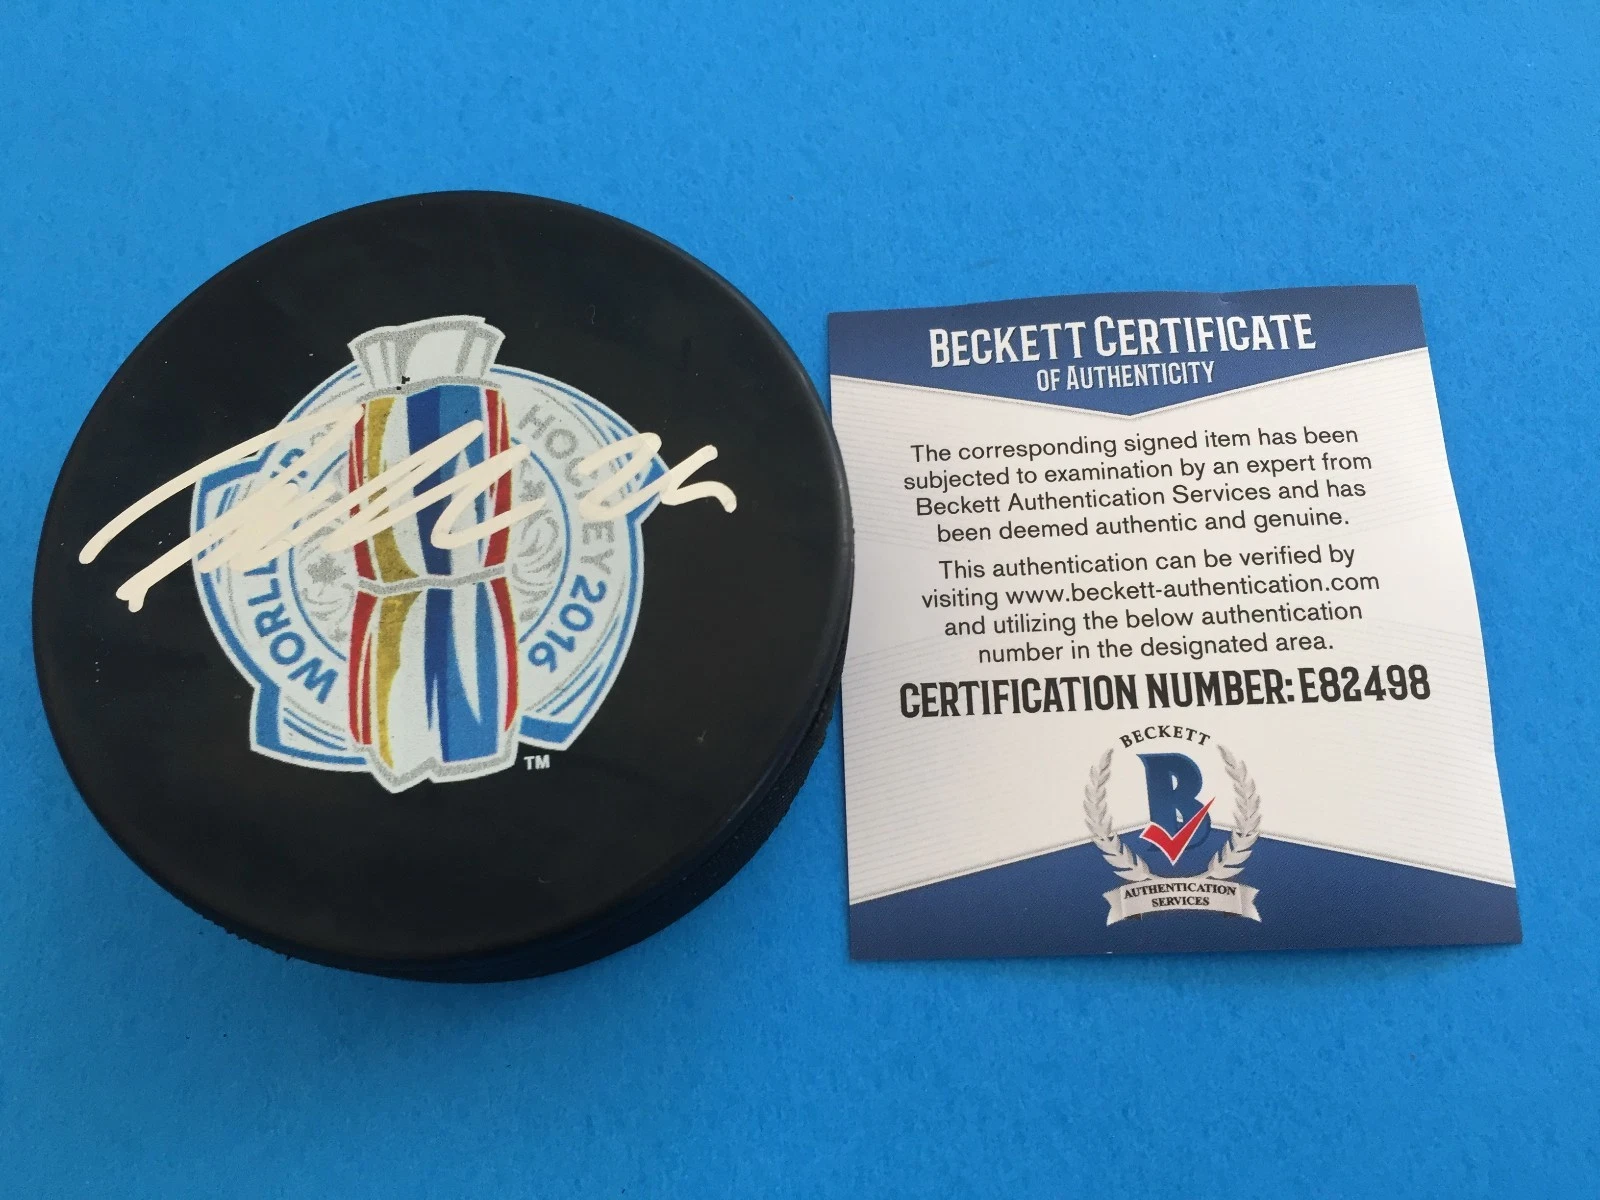 WORLD
HOCKEY 2016
TM
BECKETT CERTIFICATE
OF AUTHENTICITY
The corresponding signed item has been
subjected to examination by an expert from
Beckett Authentication Services and has
been deemed authentic and genuine.
This authentication can be verified by
visiting www.beckett-authentication.com
and utilizing the below authentication
number in the designated area.
CERTIFICATION NUMBER: E82498
BECKETT
B
AUTHENTICATION
SERVICES